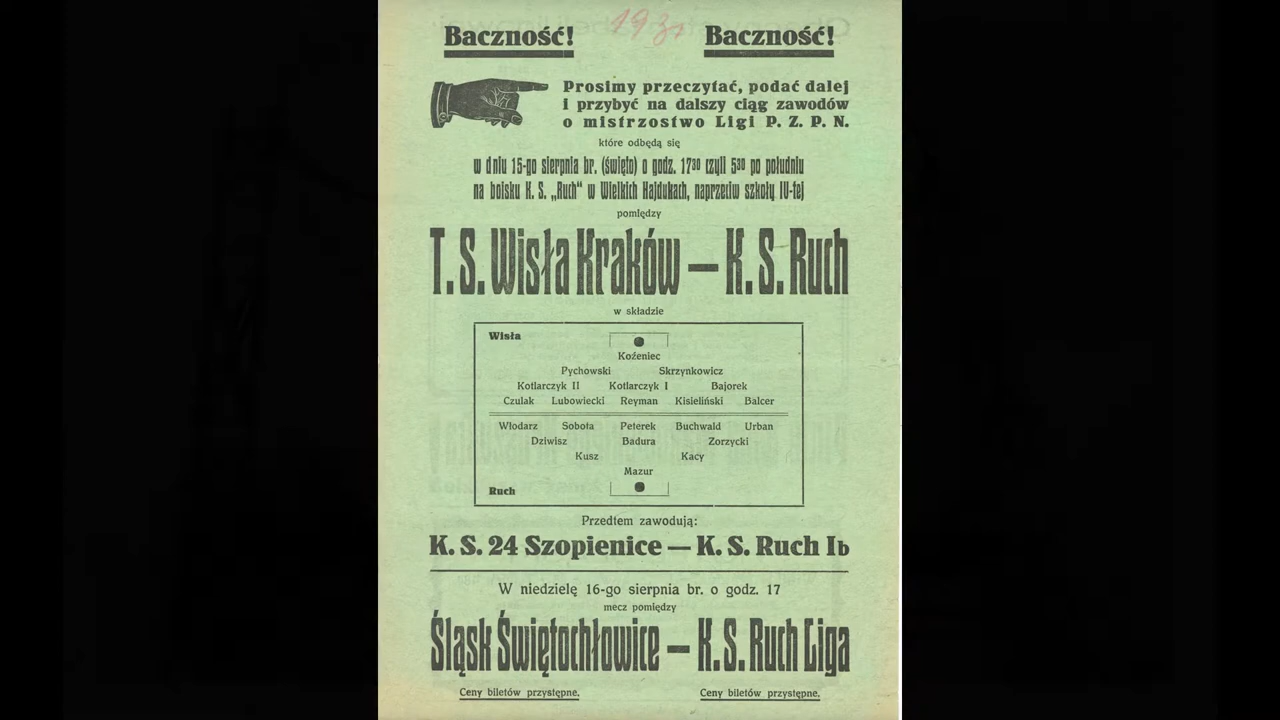 Baczność! Baczność!
Prosimy przeczytać, podać dalej
i przybyć na dalszy ciąg zawodów
o mistrzostwo Ligi P. Z. P. N.
które odbędą się
w dniu 15-go sierpnia br. (święto) o godz. 17³⁰ czyli 5³⁰ po południu
na boisku K. S. „Ruch" w Wielkich Hajdukach, naprzeciw szkoły IV-tej
pomiędzy
T. S. Wisła Kraków — K. S. Ruch
w składzie
Wisła
Koźeniec
Pychowski Skrzynkowicz
Kotlarczyk II Kotlarczyk I Bajorek
Czulak Lubowiecki Reyman Kisieliński Balcer
Włodarz Sobota Peterek Buchwald Urban
Dziwisz Badura Zorzycki
Kusz Kacy
Mazur
Ruch
Przedtem zawodują:
K. S. 24 Szopienice — K. S. Ruch Ib
W niedzielę 16-go sierpnia br. o godz. 17
mecz pomiędzy
Śląsk Świętochłowice — K. S. Ruch Liga
Ceny biletów przystępne. Ceny biletów przystępne.